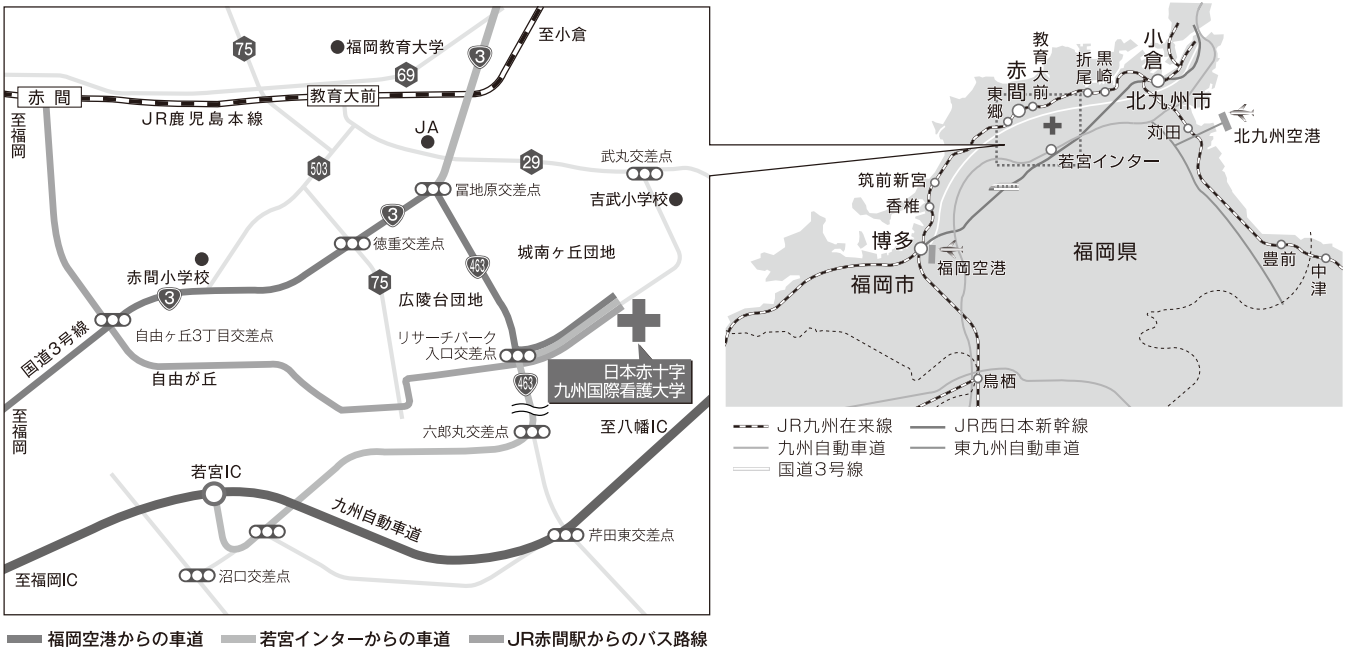 75
福岡教育大学
69
3
至小倉
赤間
教育大前
JR鹿児島本線
至福岡
JA
503
29
武丸交差点
吉武小学校
冨地原交差点
3
徳重交差点
赤間小学校
3
75
463
城南ヶ丘団地
広陵台団地
自由ヶ丘3丁目交差点
国道3号線
自由が丘
リサーチパーク
入口交差点
日本赤十字
九州国際看護大学
463
至福岡
六郎丸交差点
至八幡IC
若宮IC
九州自動車道
芹田東交差点
沼口交差点
至福岡IC
福岡空港からの車道
若宮インターからの車道
JR赤間駅からのバス路線
小倉
教育大前
赤間
東郷
折尾
黒崎
北九州市
苅田
北九州空港
若宮インター
筑前新宮
香椎
博多
福岡空港
福岡市
福岡県
豊前
中津
鳥栖
JR九州在来線
JR西日本新幹線
九州自動車道
東九州自動車道
国道3号線